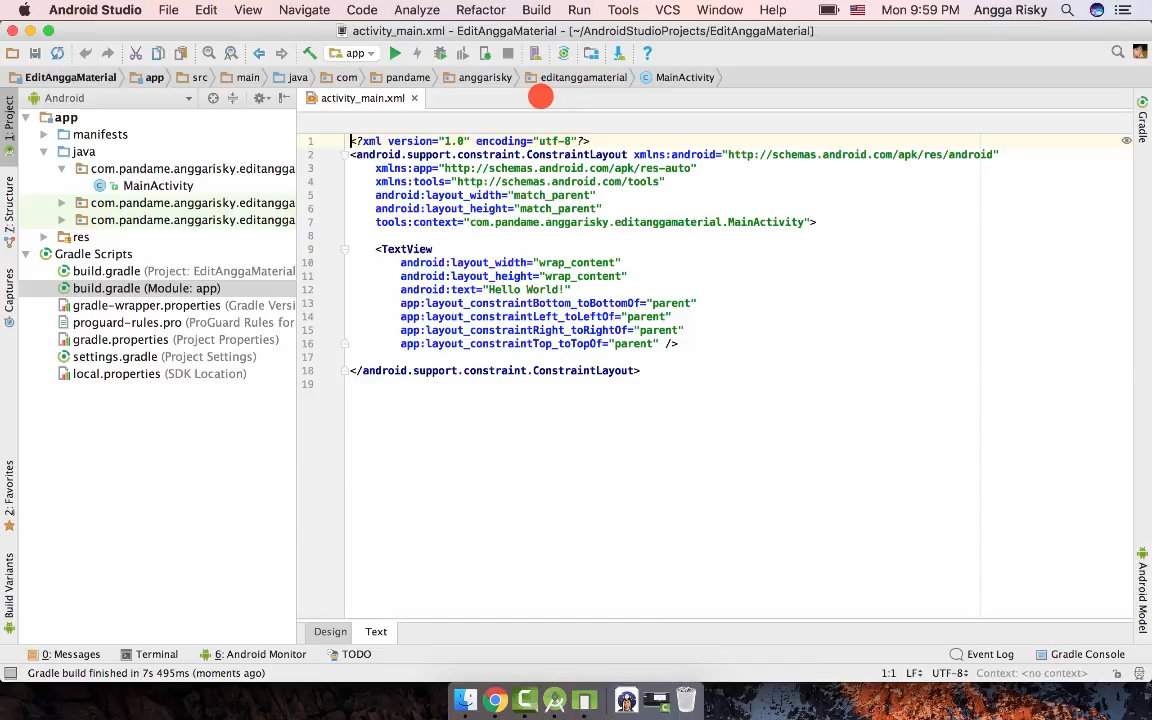 Android Studio File Edit View Navigate Code Analyze Refactor Build Run Tools VCS Window Help Mon 9:59 PM Angga Risky
activity_main.xml - EditAnggaMaterial - [~/AndroidStudioProjects/EditAnggaMaterial]
app
EditAnggaMaterial app src main java com pandame anggarisky editanggamaterial MainActivity
Android
activity_main.xml
1: Project
Z: Structure
Captures
2: Favorites
Build Variants
app
manifests
java
com.pandame.anggarisky.editangga
MainActivity
com.pandame.anggarisky.editangga
com.pandame.anggarisky.editangga
res
Gradle Scripts
build.gradle (Project: EditAnggaMaterial
build.gradle (Module: app)
gradle-wrapper.properties (Gradle Versi
proguard-rules.pro (ProGuard Rules for
gradle.properties (Project Properties)
settings.gradle (Project Settings)
local.properties (SDK Location)
1 <?xml version="1.0" encoding="utf-8"?>
2 <android.support.constraint.ConstraintLayout xmlns:android="http://schemas.android.com/apk/res/android"
3 xmlns:app="http://schemas.android.com/apk/res-auto"
4 xmlns:tools="http://schemas.android.com/tools"
5 android:layout_width="match_parent"
6 android:layout_height="match_parent"
7 tools:context="com.pandame.anggarisky.editanggamaterial.MainActivity">
8
9 <TextView
10 android:layout_width="wrap_content"
11 android:layout_height="wrap_content"
12 android:text="Hello World!"
13 app:layout_constraintBottom_toBottomOf="parent"
14 app:layout_constraintLeft_toLeftOf="parent"
15 app:layout_constraintRight_toRightOf="parent"
16 app:layout_constraintTop_toTopOf="parent" />
17
18 </android.support.constraint.ConstraintLayout>
19
Gradle
Android Model
Design Text
0: Messages Terminal 6: Android Monitor TODO Event Log Gradle Console
Gradle build finished in 7s 495ms (moments ago) 1:1 LF UTF-8 Context: <no context>